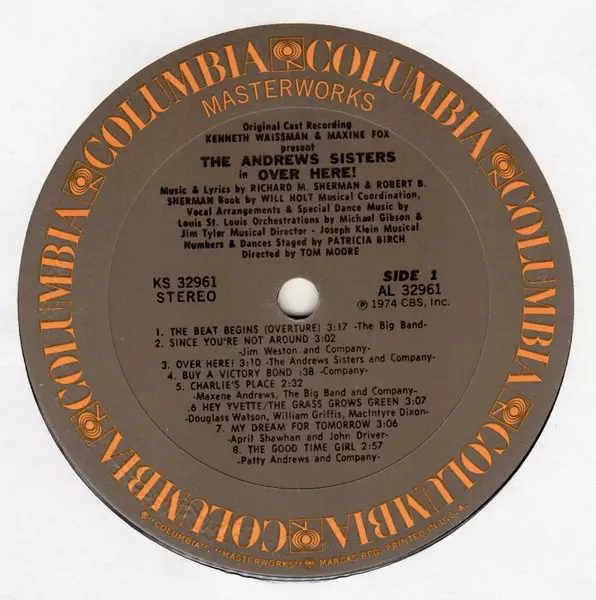 COLUMBIA COLUMBIA COLUMBIA COLUMBIA COLUMBIA COLUMBIA
MASTERWORKS
Original Cast Recording
KENNETH WAISSMAN & MAXINE FOX
present
THE ANDREWS SISTERS
in OVER HERE!
Music & Lyrics by RICHARD M. SHERMAN & ROBERT B.
SHERMAN Book by WILL HOLT Musical Coordination,
Vocal Arrangements & Special Dance Music by
Louis St. Louis Orchestrations by Michael Gibson &
Jim Tyler Musical Director - Joseph Klein Musical
Numbers & Dances Staged by PATRICIA BIRCH
Directed by TOM MOORE
KS 32961
STEREO
SIDE 1
AL 32961
℗ 1974 CBS, Inc.
1. THE BEAT BEGINS (OVERTURE) 3:17 -The Big Band-
2. SINCE YOU'RE NOT AROUND 3:02
-Jim Weston and Company-
3. OVER HERE! 3:10 -The Andrews Sisters and Company-
4. BUY A VICTORY BOND :38 -Company-
5. CHARLIE'S PLACE 2:32
-Maxene Andrews, The Big Band and Company-
6 HEY YVETTE/THE GRASS GROWS GREEN 3:07
-Douglass Watson, William Griffis, MacIntyre Dixon-
7. MY DREAM FOR TOMORROW 3:06
-April Shawhan and John Driver-
8. THE GOOD TIME GIRL 2:57
-Patty Andrews and Company-
®"COLUMBIA", "MASTERWORKS", ® MARCAS REG. PRINTED IN U.S.A.